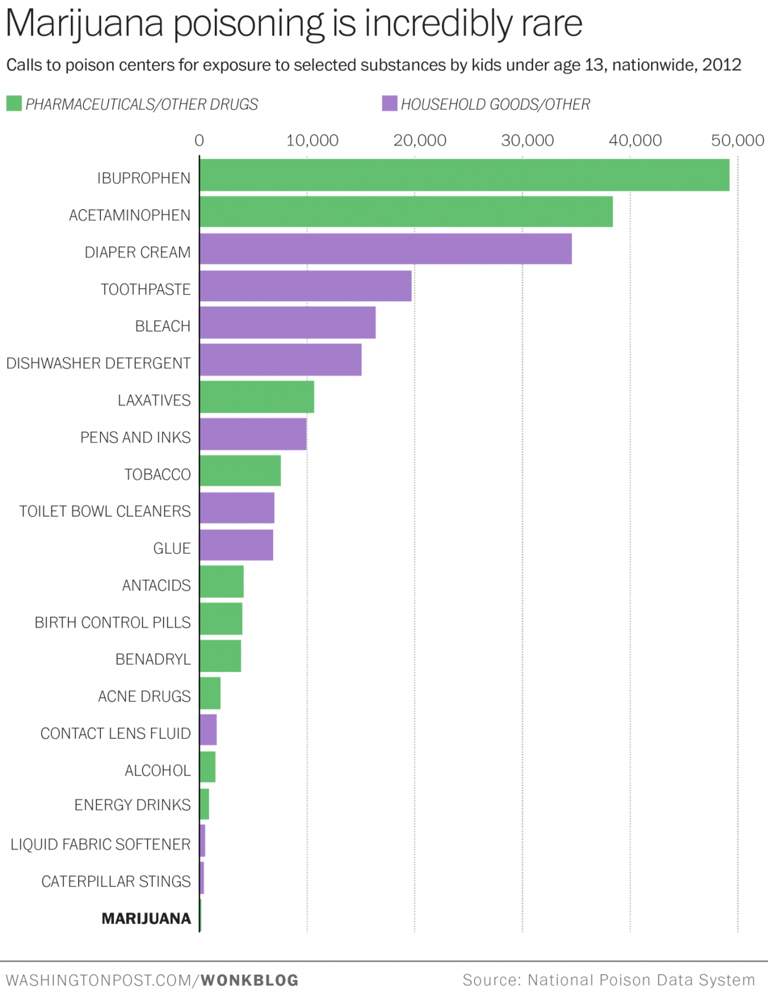 Marijuana poisoning is incredibly rare
Calls to poison centers for exposure to selected substances by kids under age 13, nationwide, 2012
PHARMACEUTICALS/OTHER DRUGS HOUSEHOLD GOODS/OTHER
0 10,000 20,000 30,000 40,000 50,000
IBUPROPHEN
ACETAMINOPHEN
DIAPER CREAM
TOOTHPASTE
BLEACH
DISHWASHER DETERGENT
LAXATIVES
PENS AND INKS
TOBACCO
TOILET BOWL CLEANERS
GLUE
ANTACIDS
BIRTH CONTROL PILLS
BENADRYL
ACNE DRUGS
CONTACT LENS FLUID
ALCOHOL
ENERGY DRINKS
LIQUID FABRIC SOFTENER
CATERPILLAR STINGS
MARIJUANA
WASHINGTONPOST.COM/WONKBLOG Source: National Poison Data System